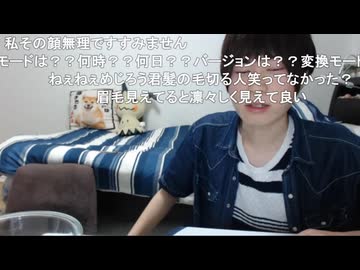 私その顔無理ですすみません
モードは？？何時？？何日？？バージョンは？？変換モード
ねぇねぇめじろう君髪の毛切る人笑ってなかった？
眉毛見えてると凛々しく見えて良い